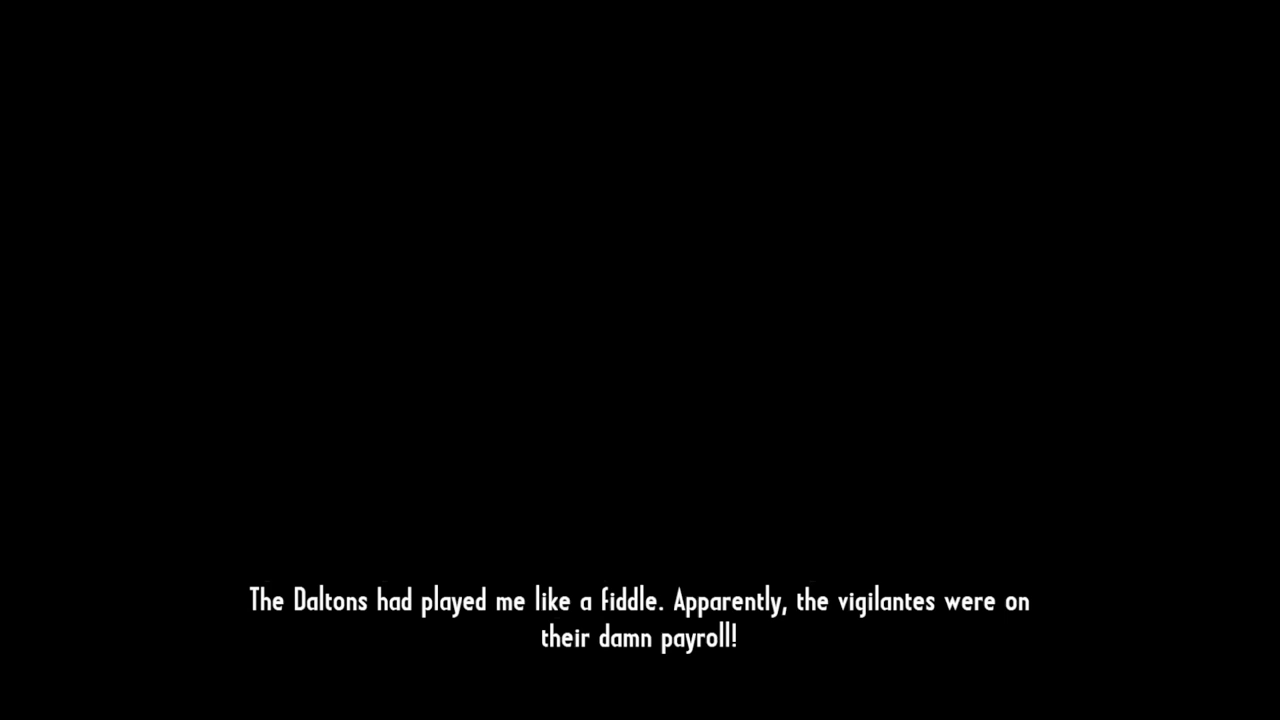 The Daltons had played me like a fiddle. Apparently, the vigilantes were on
their damn payroll!